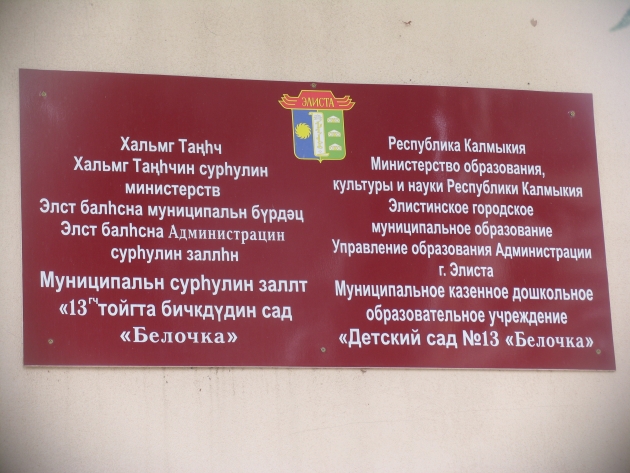 ЭЛИСТА
Хальмг Таңһч
Хальмг Таңһчин сурһулин
министерств
Элст балһсна муниципальн бүрдәц
Элст балһсна Администрацин
сурһулин заллһн
Муниципальн сурһулин заллт
«13гч тойгта бичкдүдин сад
«Белочка»
Республика Калмыкия
Министерство образования,
культуры и науки Республики Калмыкия
Элистинское городское
муниципальное образование
Управление образования Администрации
г. Элиста
Муниципальное казенное дошкольное
образовательное учреждение
«Детский сад №13 «Белочка»